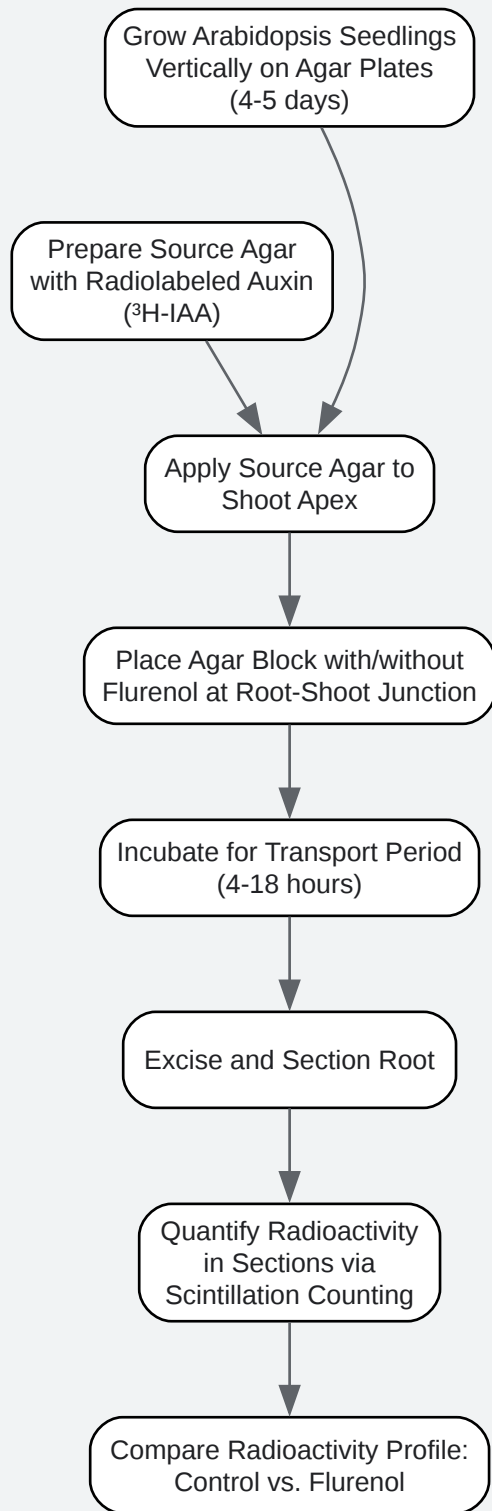 Grow Arabidopsis Seedlings
Vertically on Agar Plates
(4-5 days)
Prepare Source Agar
with Radiolabeled Auxin
(³H-IAA)
Apply Source Agar to
Shoot Apex
Place Agar Block with/without
Flurenol at Root-Shoot Junction
Incubate for Transport Period
(4-18 hours)
Excise and Section Root
Quantify Radioactivity
in Sections via
Scintillation Counting
Compare Radioactivity Profile:
Control vs. Flurenol